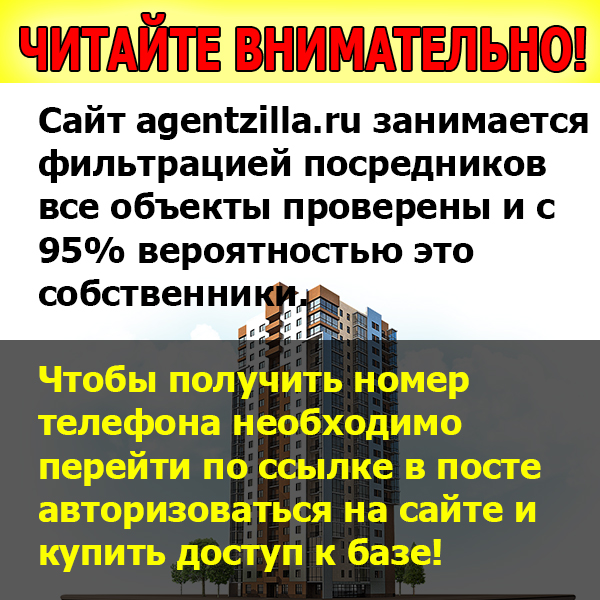 ЧИТАЙТЕ ВНИМАТЕЛЬНО!
Сайт agentzilla.ru занимается
фильтрацией посредников
все объекты проверены и с
95% вероятностью это
собственники.
Чтобы получить номер
телефона необходимо
перейти по ссылке в посте
авторизоваться на сайте и
купить доступ к базе!